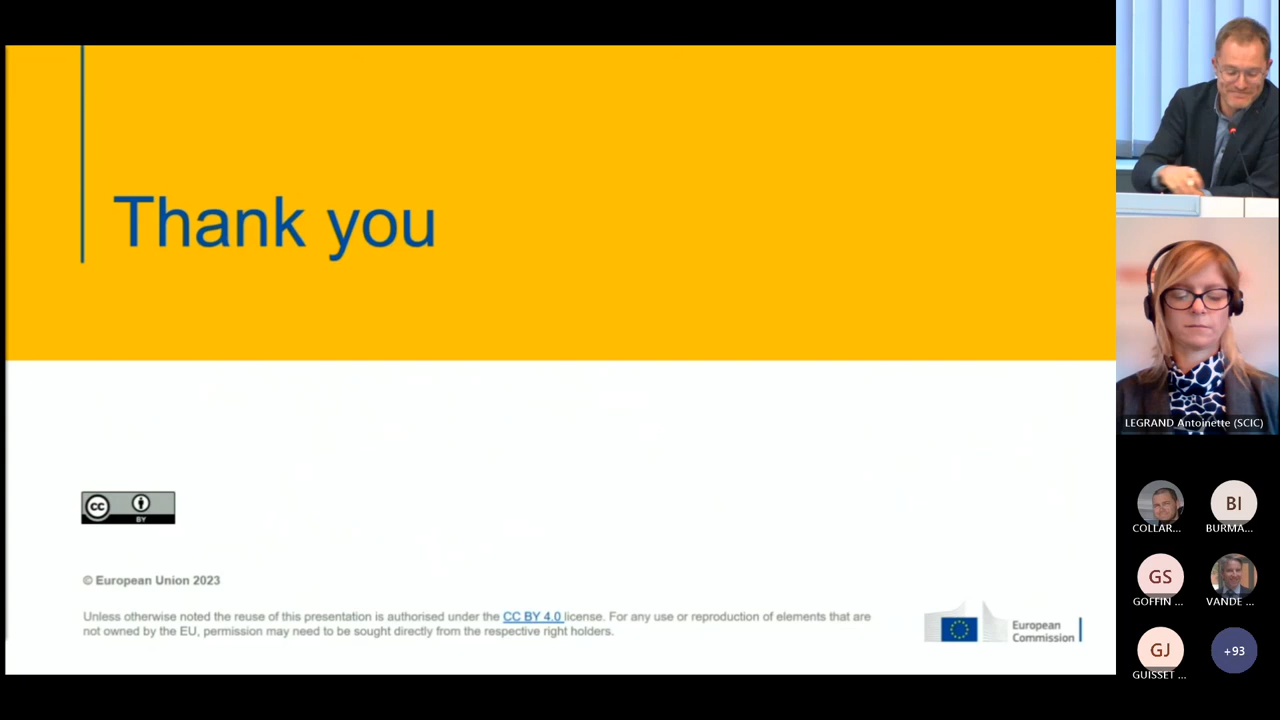 Thank you
cc
BY
© European Union 2023
Unless otherwise noted the reuse of this presentation is authorised under the CC BY 4.0 license. For any use or reproduction of elements that are
not owned by the EU, permission may need to be sought directly from the respective right holders.
European
Commission
LEGRAND Antoinette (SCIC)
COLLAR...
BI
BURMA...
GS
GOFFIN ...
VANDE ...
GJ
GUISSET ...
+93